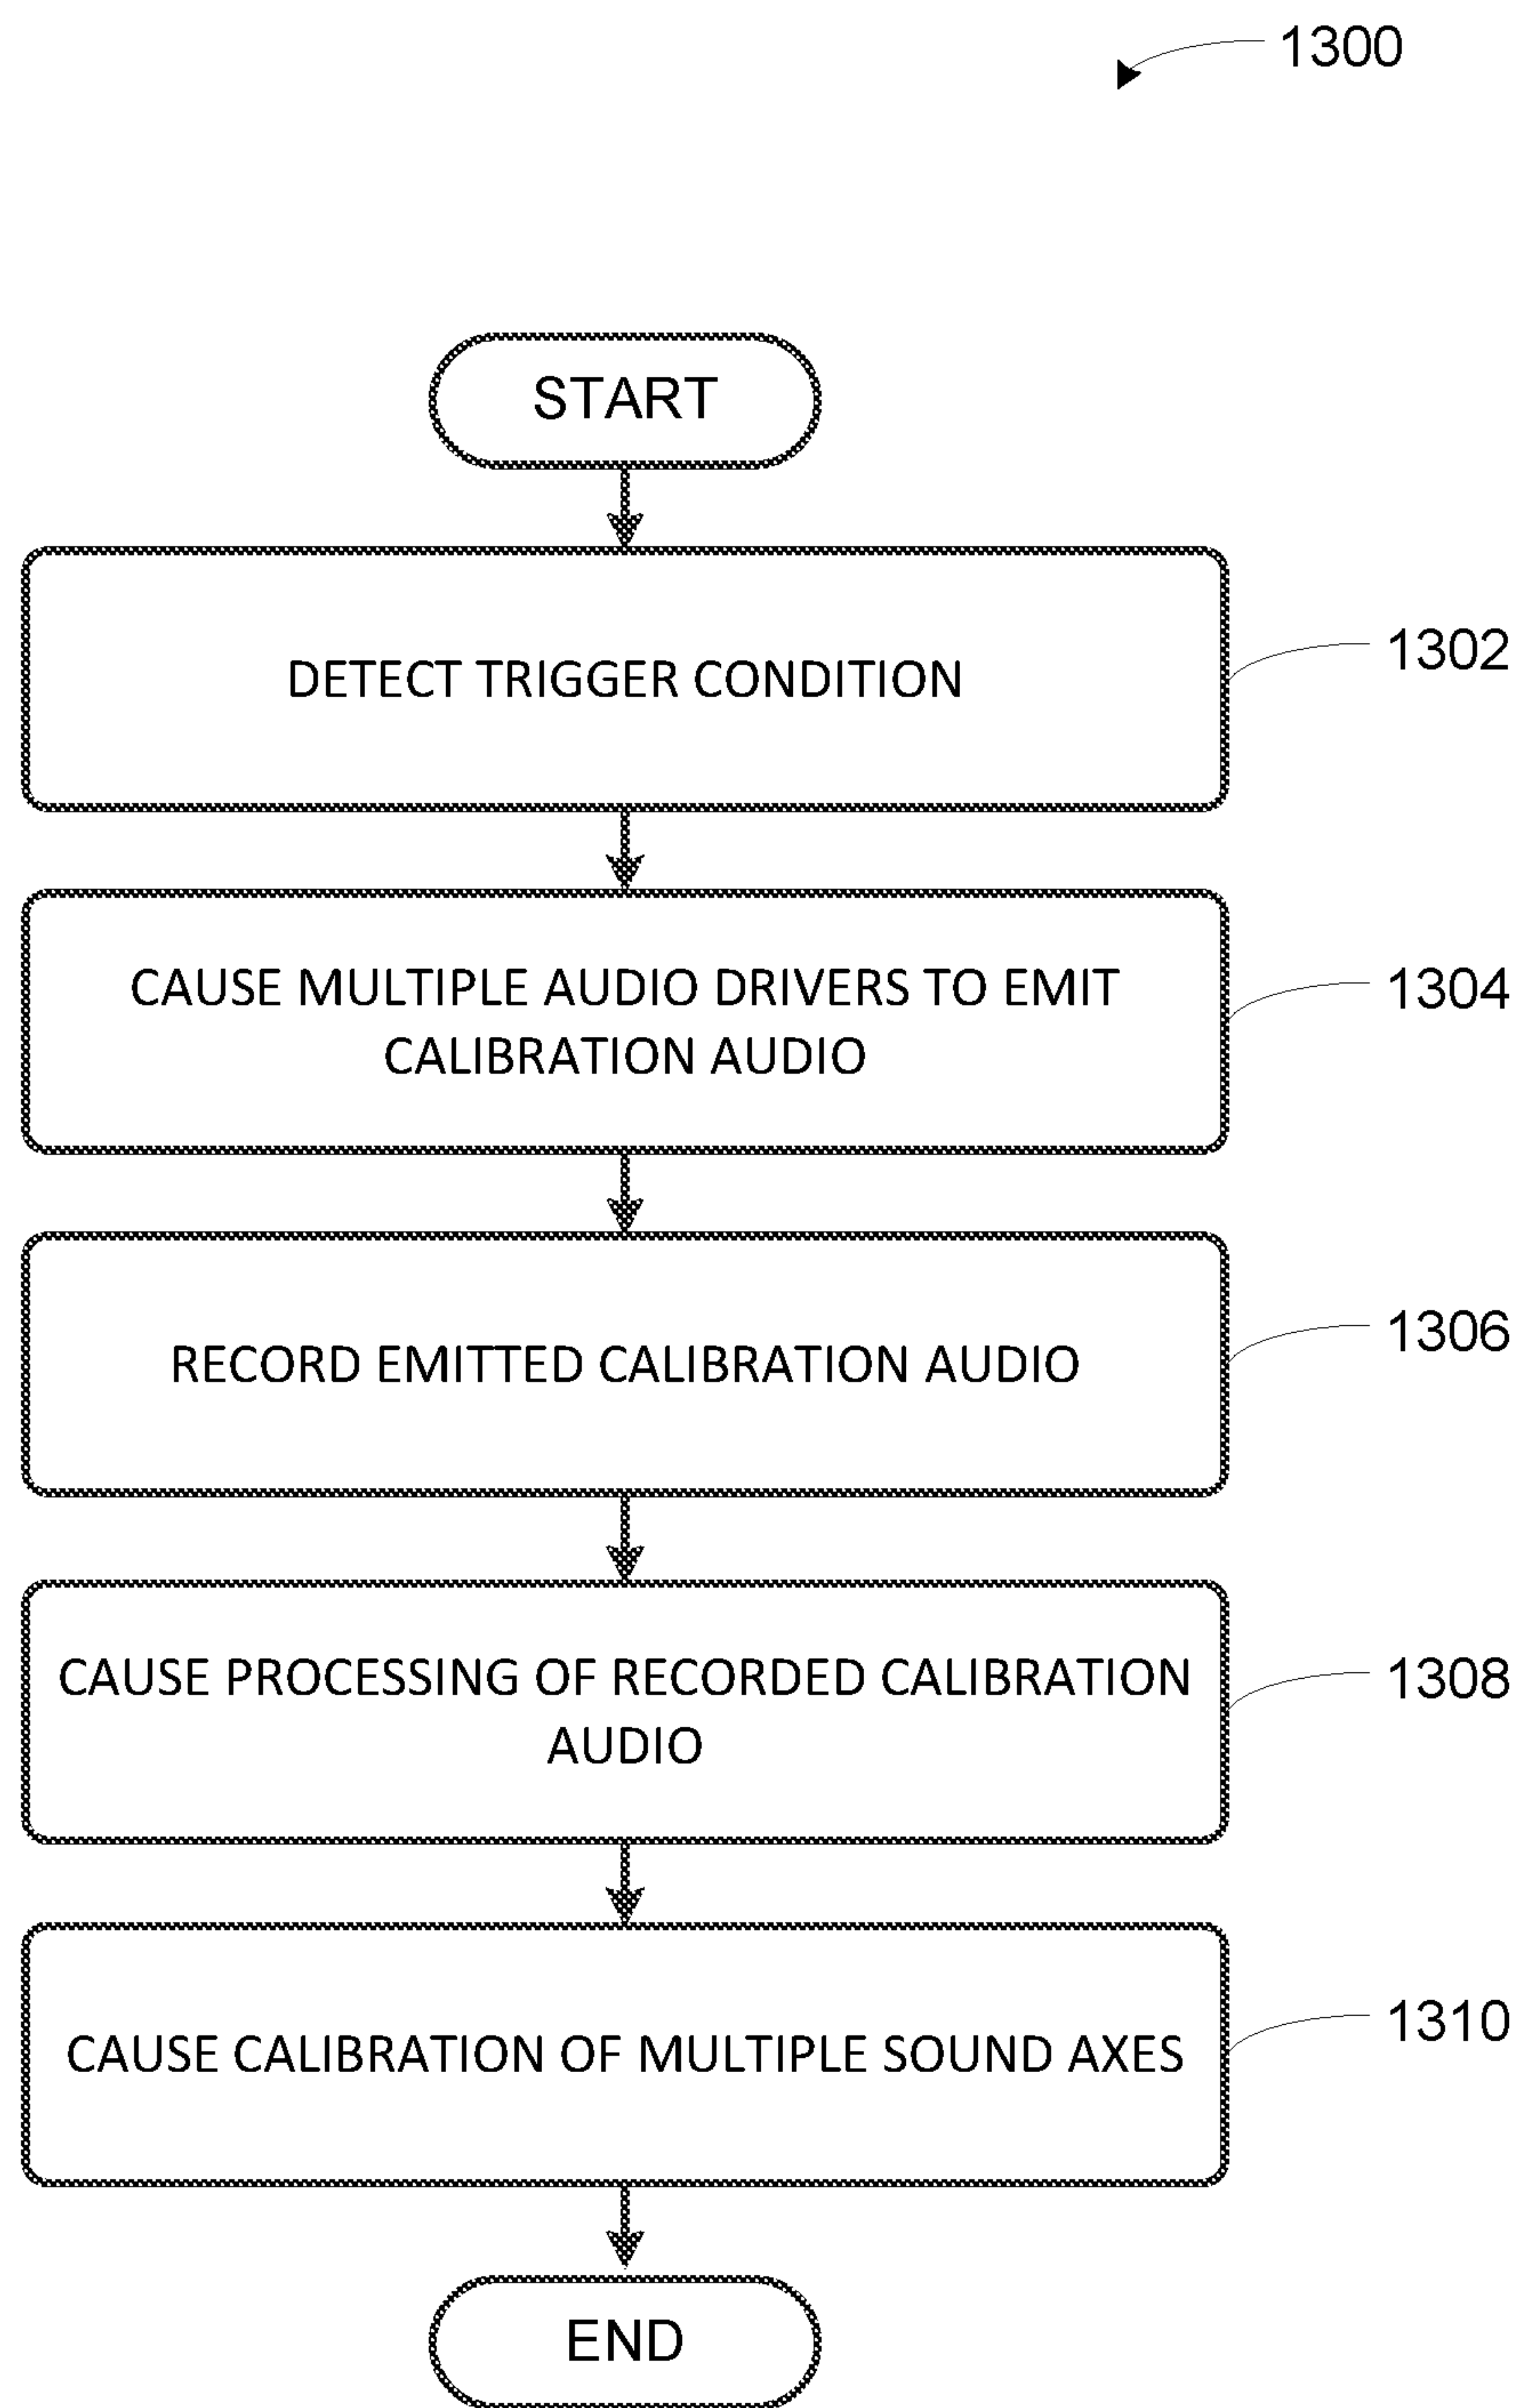 1300
START
DETECT TRIGGER CONDITION
1302
CAUSE MULTIPLE AUDIO DRIVERS TO EMIT
CALIBRATION AUDIO
1304
RECORD EMITTED CALIBRATION AUDIO
1306
CAUSE PROCESSING OF RECORDED CALIBRATION
AUDIO
1308
CAUSE CALIBRATION OF MULTIPLE SOUND AXES
1310
END